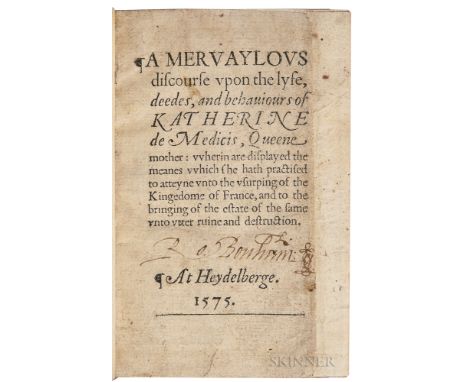 ¶A MERVAYLOVS
discourse vpon the lyfe,
deedes, and behauiours of
KATHERINE
de Medicis, Queene
mother: vvherin are displayed the
meanes vvhich she hath practised
to atteyne vnto the vsurping of the
Kingedome of France, and to the
bringing of the estate of the same
vnto vtter ruine and destruction.
Bonham
¶At Heydelberge.
1575.
SKINNER